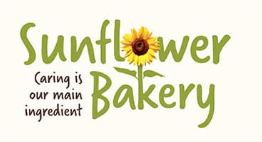 Sunflower
Caring is
our main
ingredient
Bakery